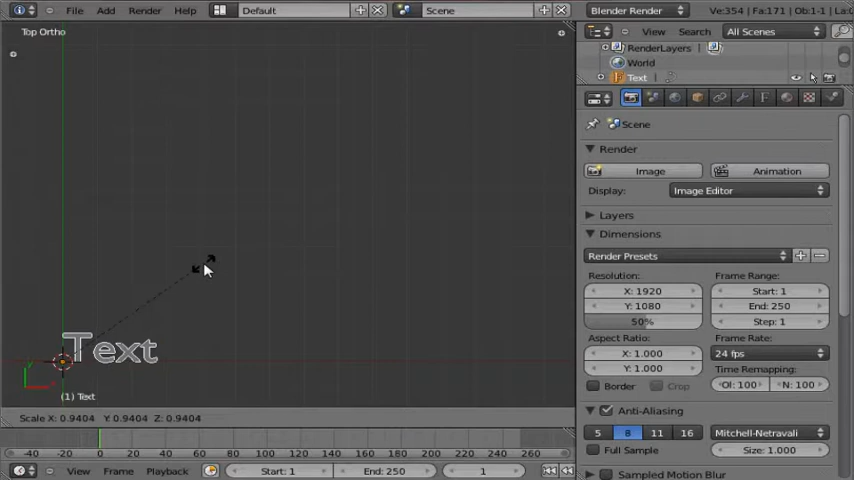 File Add Render Help Default Scene Blender Render Ve:354 | Fa:171 | Ob:1-1 | La:0
Top Ortho
View Search All Scenes
RenderLayers
World
Text
Scene
Render
Image Animation
Display: Image Editor
Layers
Dimensions
Render Presets
Resolution: Frame Range:
X: 1920 Start: 1
Y: 1080 End: 250
50% Step: 1
Aspect Ratio: Frame Rate:
X: 1.000 24 fps
Y: 1.000 Time Remapping:
Border Crop Ol: 100 N: 100
Text
y
(1) Text
Anti-Aliasing
Scale X: 0.9404 Y: 0.9404 Z: 0.9404
5 8 11 16 Mitchell-Netravali
Full Sample Size: 1.000
-40 -20 0 20 40 60 80 100 120 140 160 180 200 220 240 260
View Frame Playback Start: 1 End: 250 1
Sampled Motion Blur